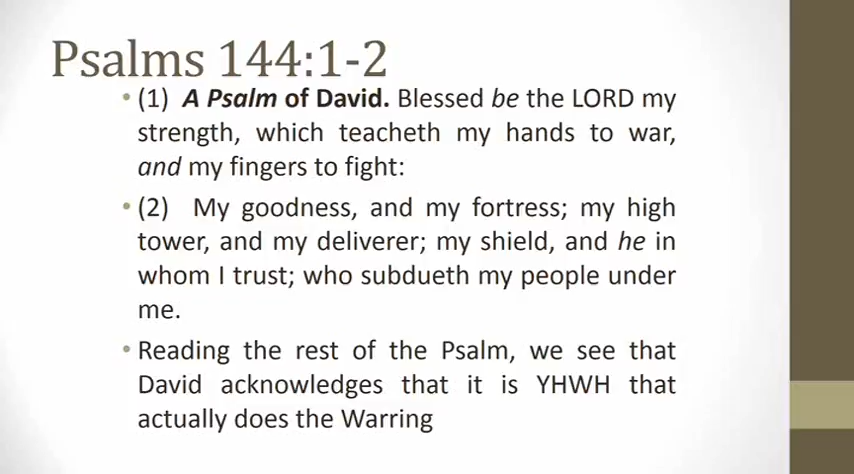 Psalms 144:1-2
• (1) A Psalm of David. Blessed be the LORD my
strength, which teacheth my hands to war,
and my fingers to fight:
• (2) My goodness, and my fortress; my high
tower, and my deliverer; my shield, and he in
whom I trust; who subdueth my people under
me.
• Reading the rest of the Psalm, we see that
David acknowledges that it is YHWH that
actually does the Warring